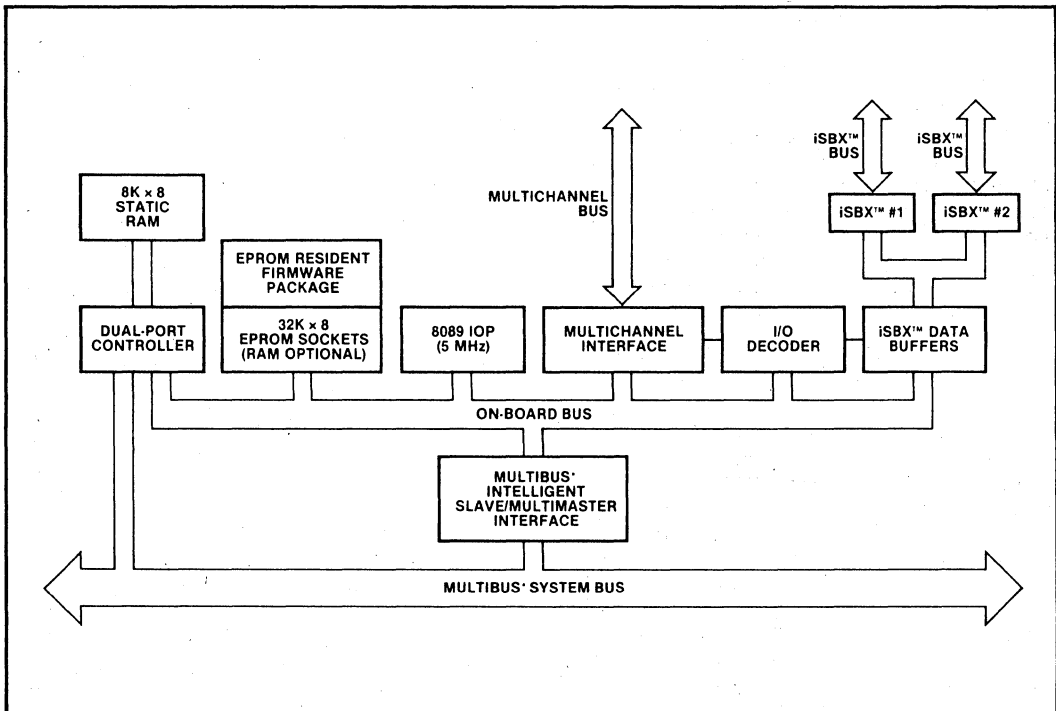 iSBX™
BUS
iSBX™
BUS
MULTICHANNEL
BUS
8K × 8
STATIC
RAM
iSBX™ #1
iSBX™ #2
EPROM RESIDENT
FIRMWARE
PACKAGE
DUAL-PORT
CONTROLLER
32K × 8
EPROM SOCKETS
(RAM OPTIONAL)
8089 IOP
(5 MHz)
MULTICHANNEL
INTERFACE
I/O
DECODER
iSBX™ DATA
BUFFERS
ON-BOARD BUS
MULTIBUS*
INTELLIGENT
SLAVE/MULTIMASTER
INTERFACE
MULTIBUS* SYSTEM BUS